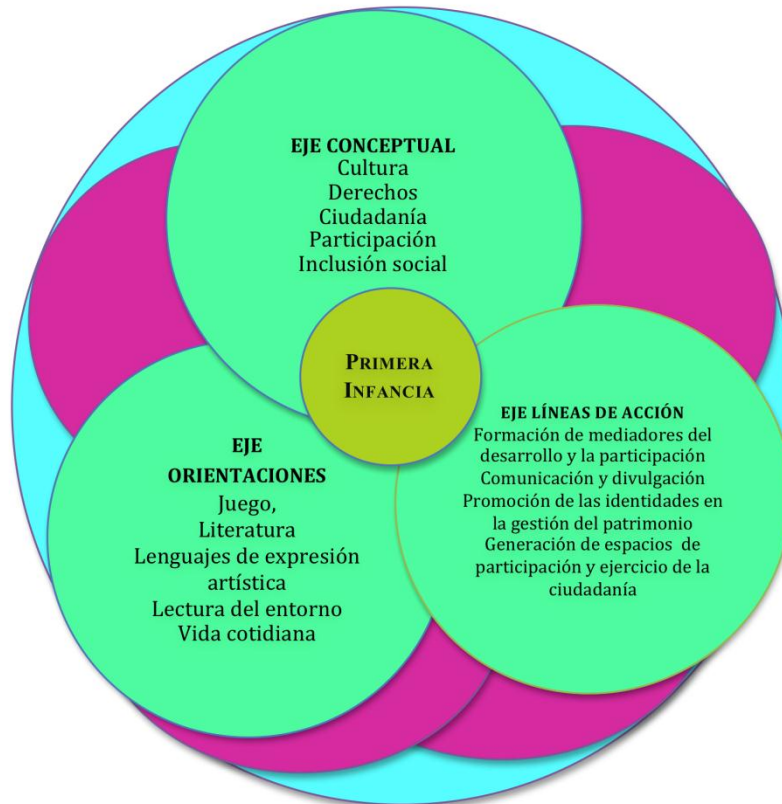 EJE CONCEPTUAL
Cultura
Derechos
Ciudadanía
Participación
Inclusión social
PRIMERA
INFANCIA
EJE
ORIENTACIONES
Juego,
Literatura
Lenguajes de expresión
artística
Lectura del entorno
Vida cotidiana
EJE LÍNEAS DE ACCIÓN
Formación de mediadores del
desarrollo y la participación
Comunicación y divulgación
Promoción de las identidades en
la gestión del patrimonio
Generación de espacios de
participación y ejercicio de la
ciudadanía